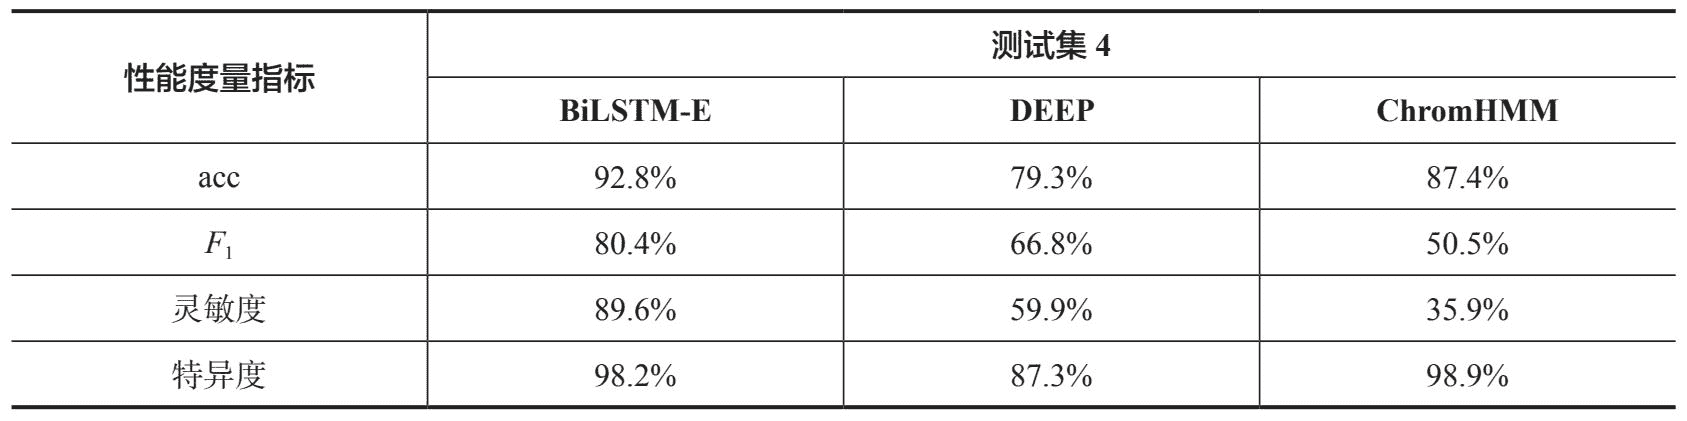 性能度量指标 测试集 4
BiLSTM-E DEEP ChromHMM
acc 92.8% 79.3% 87.4%
F1 80.4% 66.8% 50.5%
灵敏度 89.6% 59.9% 35.9%
特异度 98.2% 87.3% 98.9%